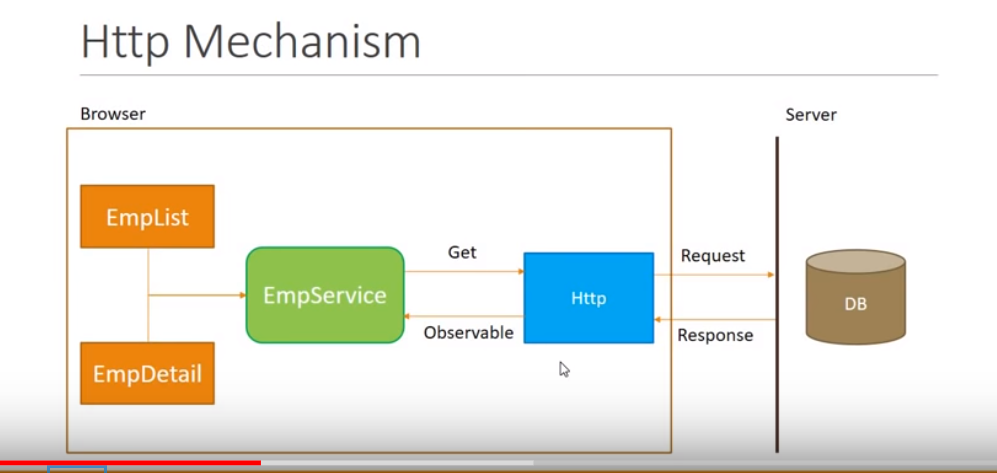 Http Mechanism
Browser
Server
EmpList
EmpService
EmpDetail
Get
Observable
Http
Request
Response
DB